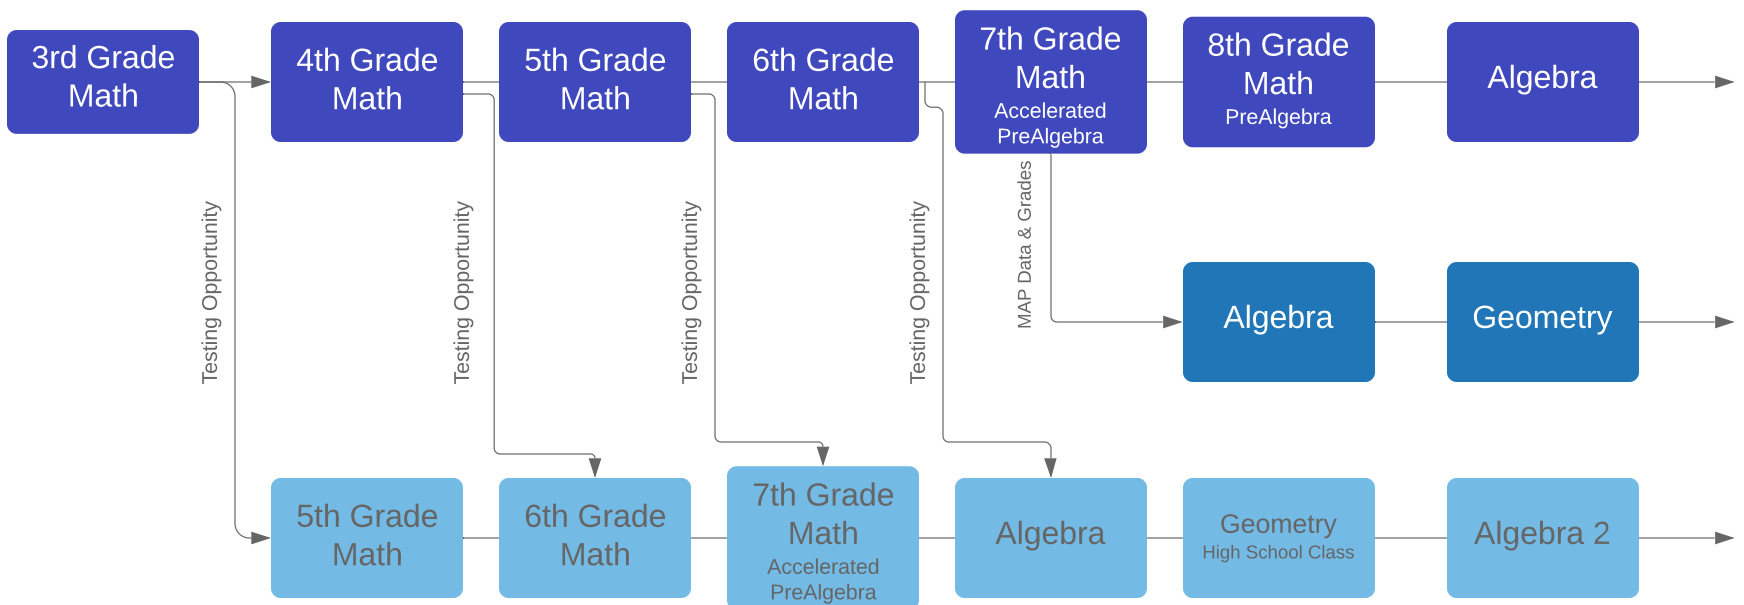 3rd Grade
Math
4th Grade
Math
5th Grade
Math
6th Grade
Math
7th Grade
Math
Accelerated
PreAlgebra
8th Grade
Math
PreAlgebra
Algebra
Testing Opportunity
Testing Opportunity
Testing Opportunity
Testing Opportunity
MAP Data & Grades
Algebra
Geometry
5th Grade
Math
6th Grade
Math
7th Grade
Math
Accelerated
PreAlgebra
Algebra
Geometry
High School Class
Algebra 2